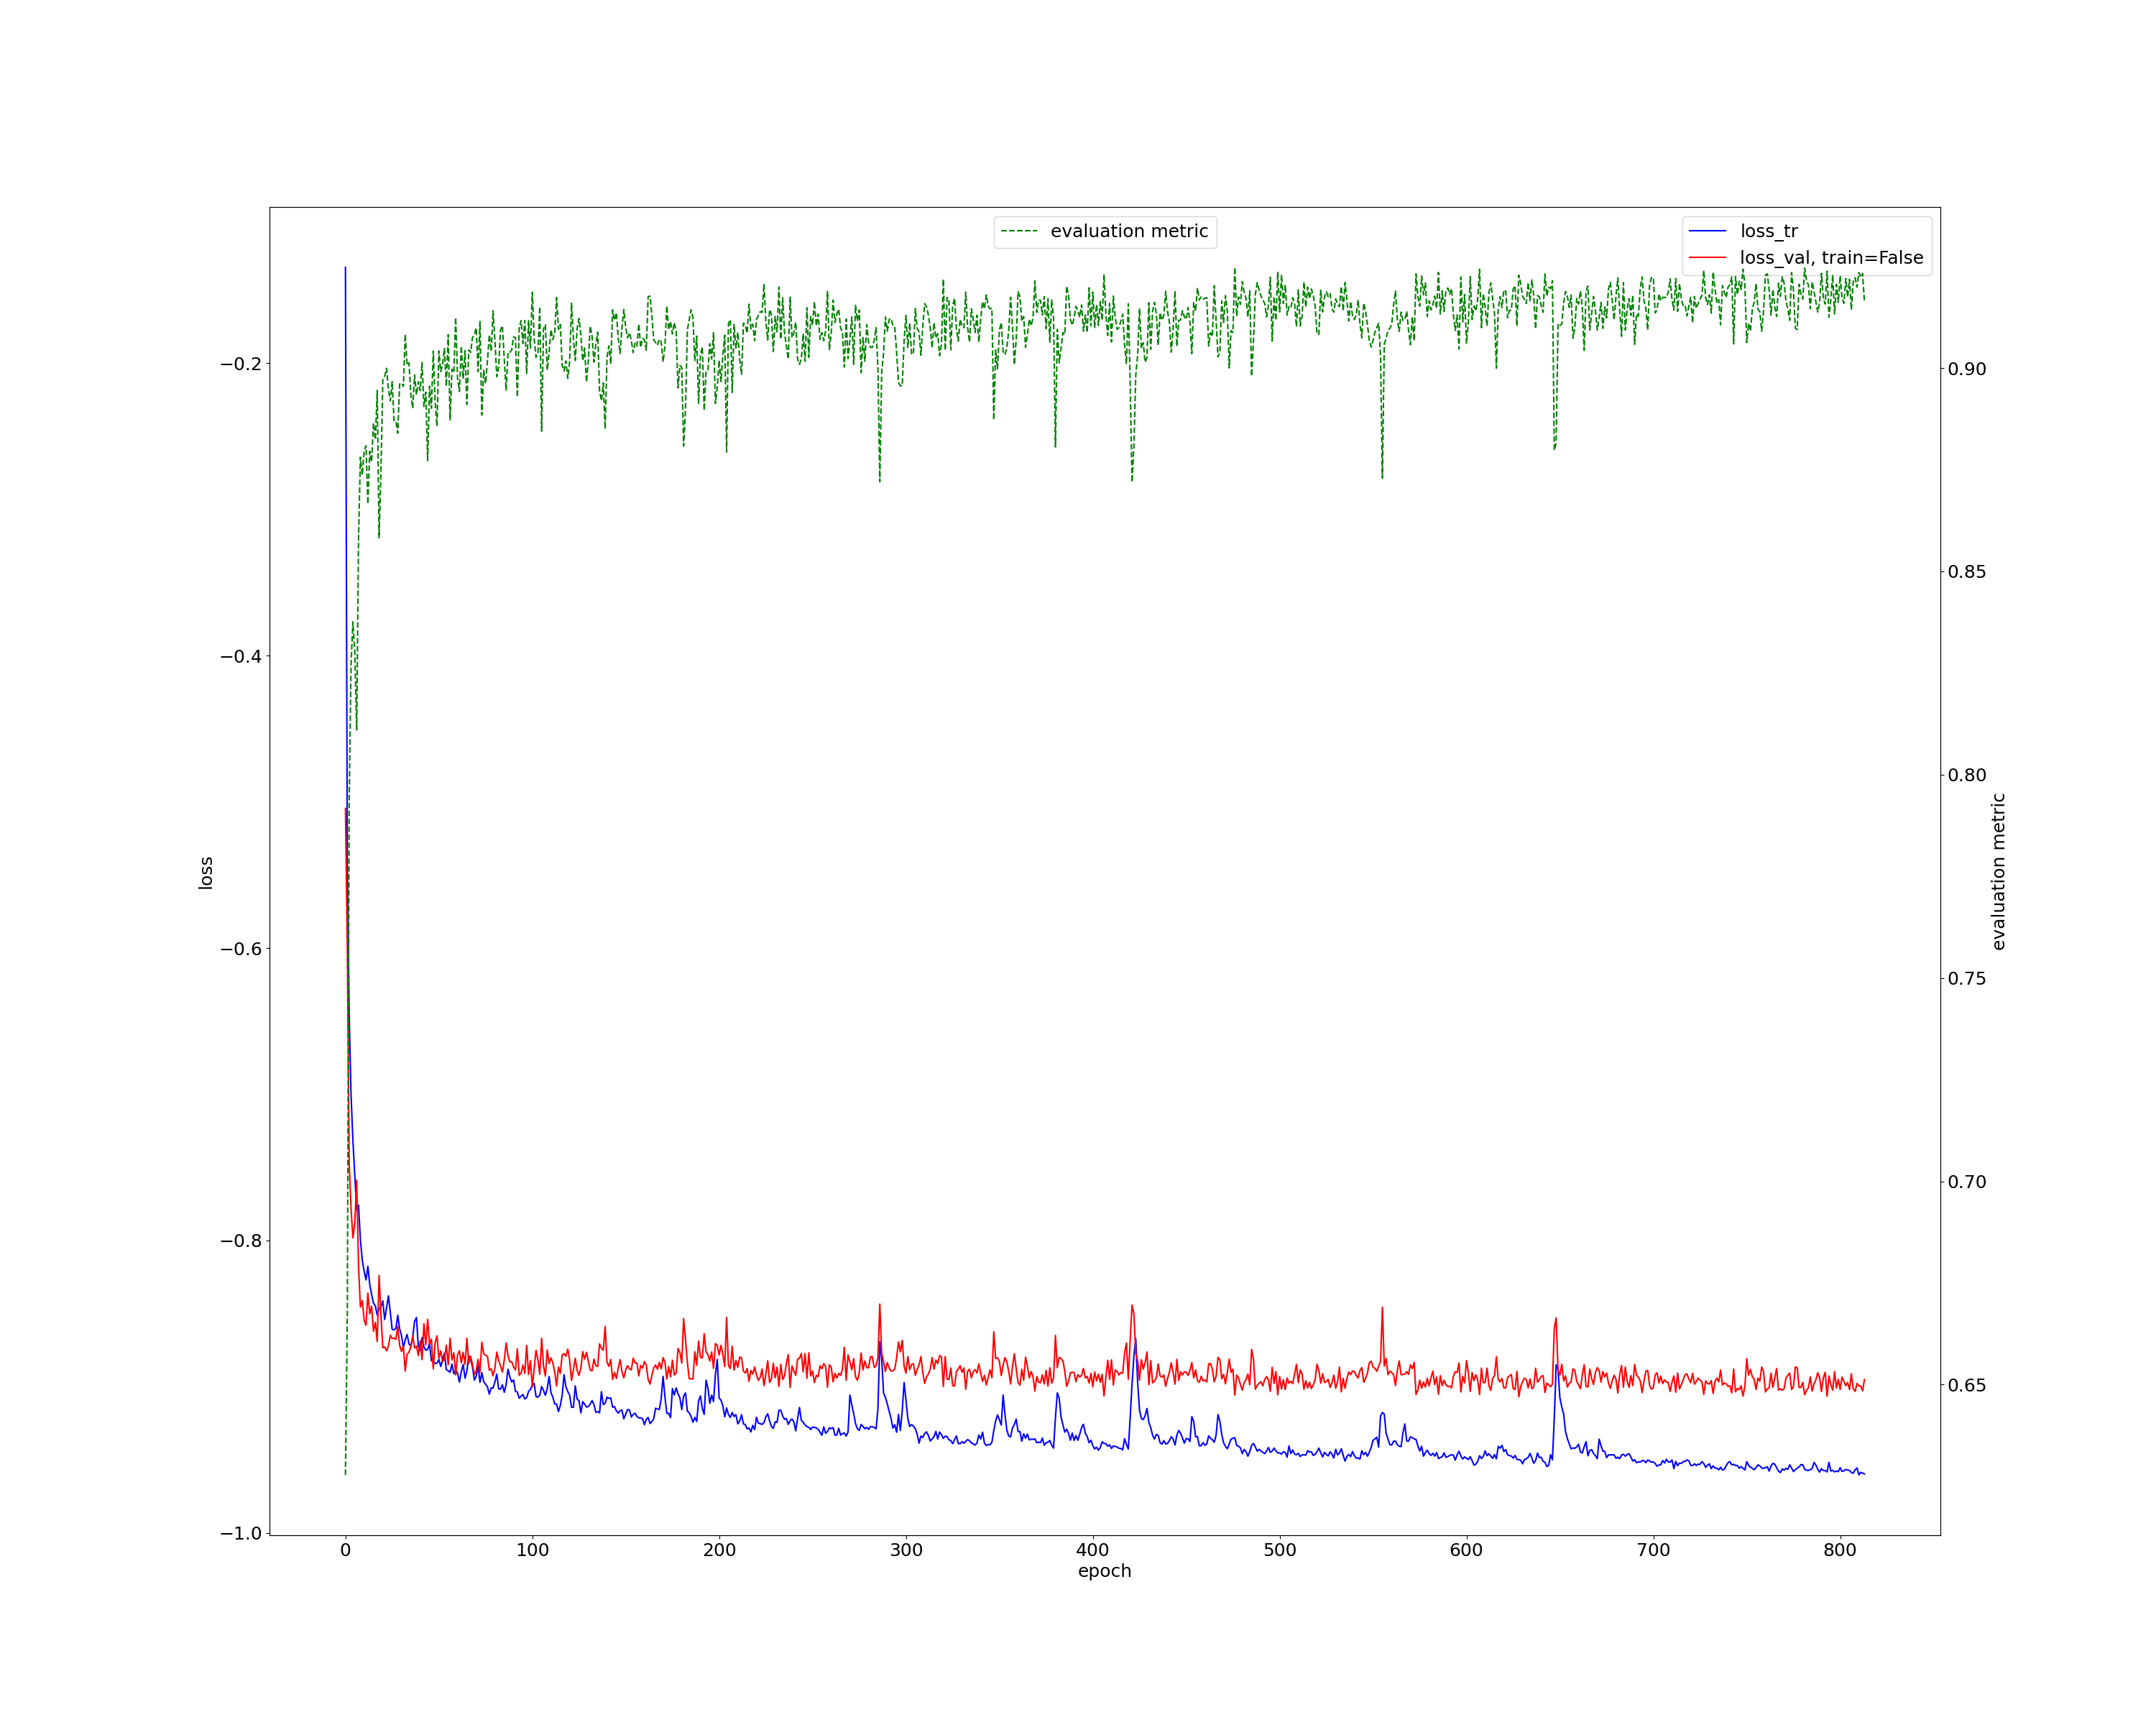 evaluation metric
loss_tr
loss_val, train=False
−0.2
−0.4
−0.6
−0.8
−1.0
loss
0.90
0.85
0.80
0.75
0.70
0.65
evaluation metric
0 100 200 300 400 500 600 700 800
epoch